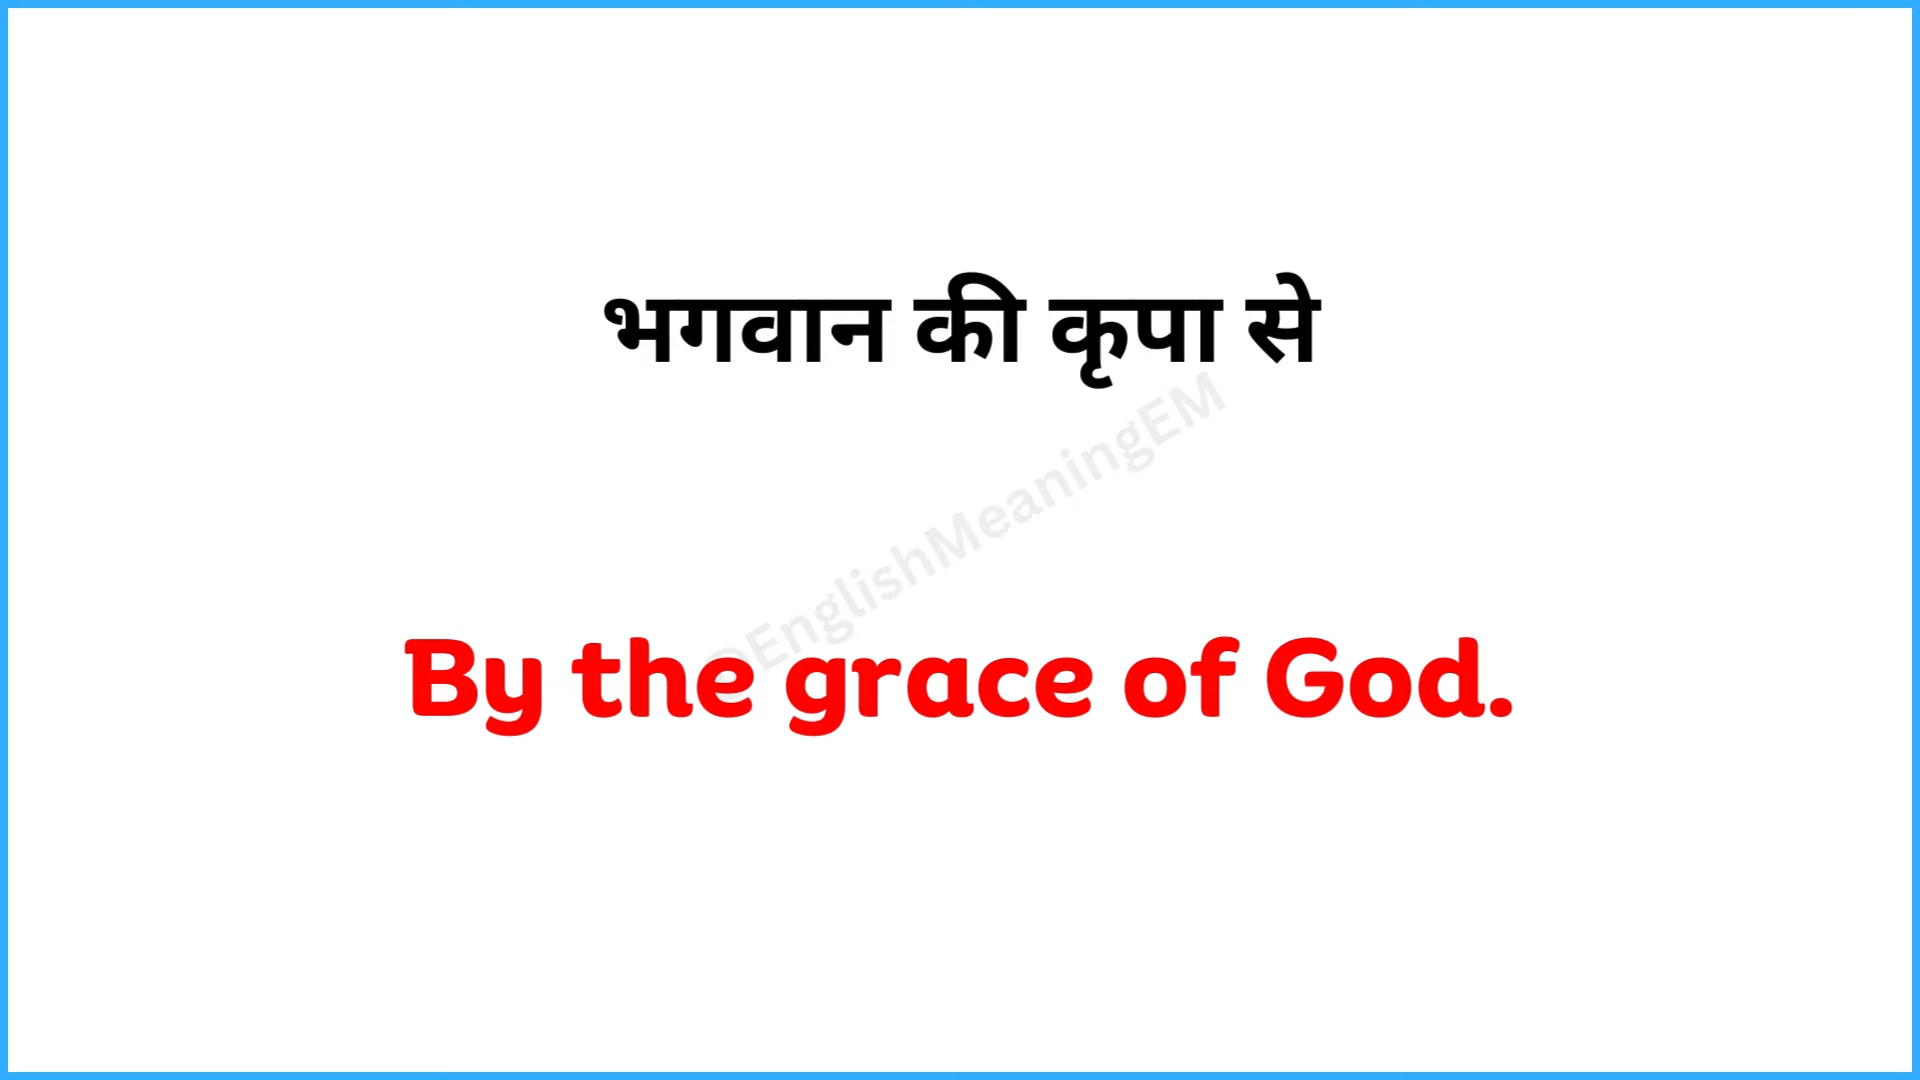 भगवान की कृपा से
@EnglishMeaningEM
By the grace of God.